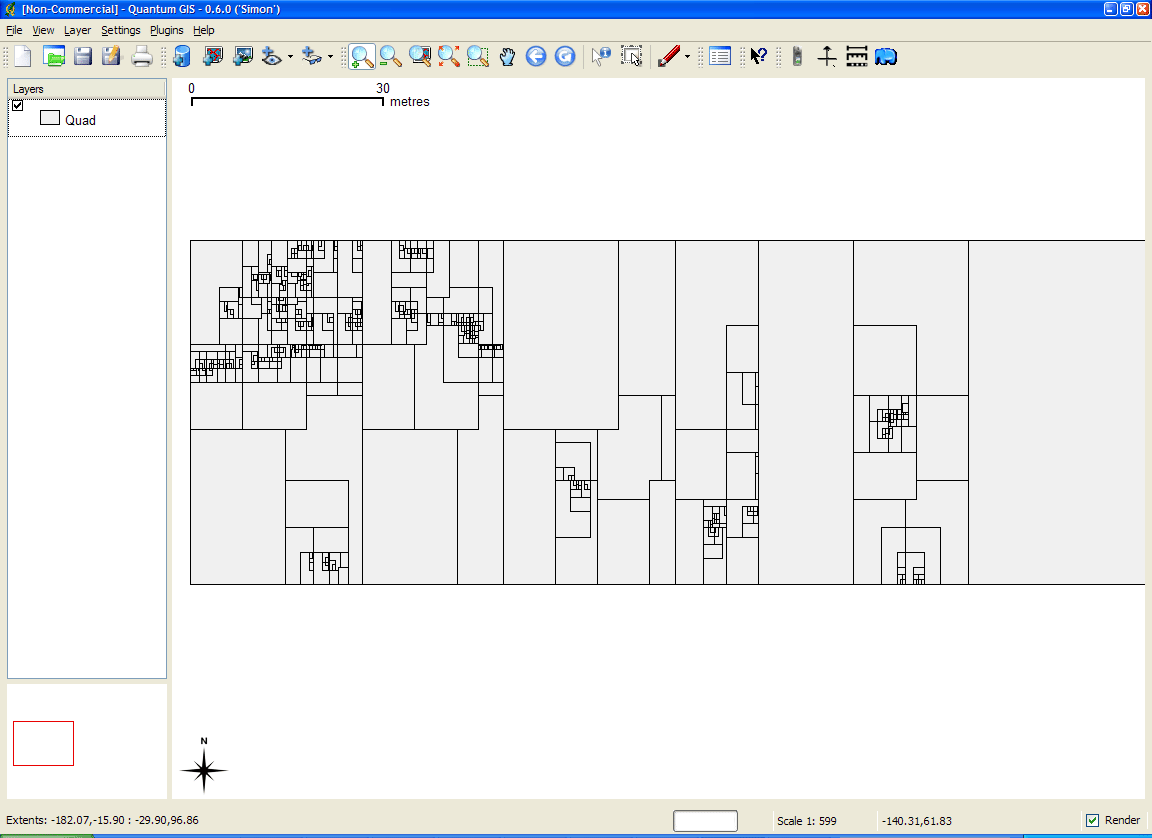 [Non-Commercial] - Quantum GIS - 0.6.0 ('Simon')
File View Layer Settings Plugins Help
Layers
Quad
0 30
metres
N
Extents: -182.07,-15.90 : -29.90,96.86 Scale 1: 599 -140.31,61.83 Render